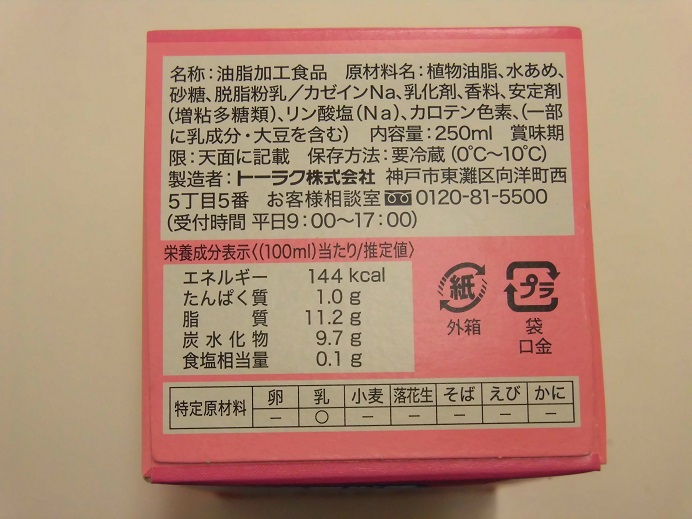 名称：油脂加工食品　原材料名：植物油脂、水あめ、
砂糖、脱脂粉乳／カゼインNa、乳化剤、香料、安定剤
(増粘多糖類)、リン酸塩(Na)、カロテン色素、(一部
に乳成分・大豆を含む)　内容量：250ml　賞味期
限：天面に記載　保存方法：要冷蔵(0℃〜10℃)
製造者：トーラク株式会社 神戸市東灘区向洋町西
5丁目5番　お客様相談室 0120-81-5500
(受付時間 平日9：00〜17：00)
栄養成分表示〈(100ml)当たり/推定値〉
エネルギー 144 kcal
たんぱく質 1.0 g
脂質 11.2 g
炭水化物 9.7 g
食塩相当量 0.1 g
紙
外箱
プラ
袋
口金
特定原材料 卵 乳 小麦 落花生 そば えび かに
－ ○ － － － － －